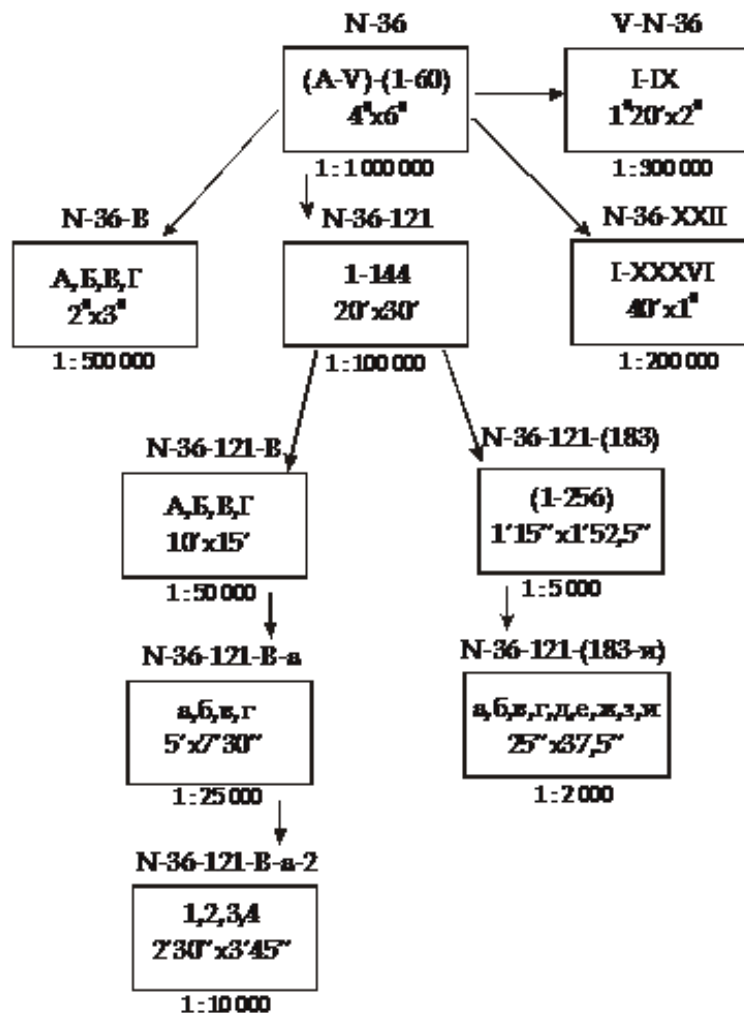 N-36
(A-V)-(1-60)
4°x6°
1 : 1 000 000
V-N-36
I-IX
1°20′x2°
1 : 300 000
N-36-В
А,Б,В,Г
2°x3°
1 : 500 000
N-36-121
1-144
20′x30′
1 : 100 000
N-36-XXII
I-XXXVI
40′x1°
1 : 200 000
N-36-121-В
А,Б,В,Г
10′x15′
1 : 50 000
N-36-121-(183)
(1-256)
1′15″x1′52,5″
1 : 5 000
N-36-121-В-а
а,б,в,г
5′x7′30″
1 : 25 000
N-36-121-(183-и)
а,б,в,г,д,е,ж,з,и
25″x37,5″
1 : 2 000
N-36-121-В-а-2
1,2,3,4
2′30″x3′45″
1 : 10 000